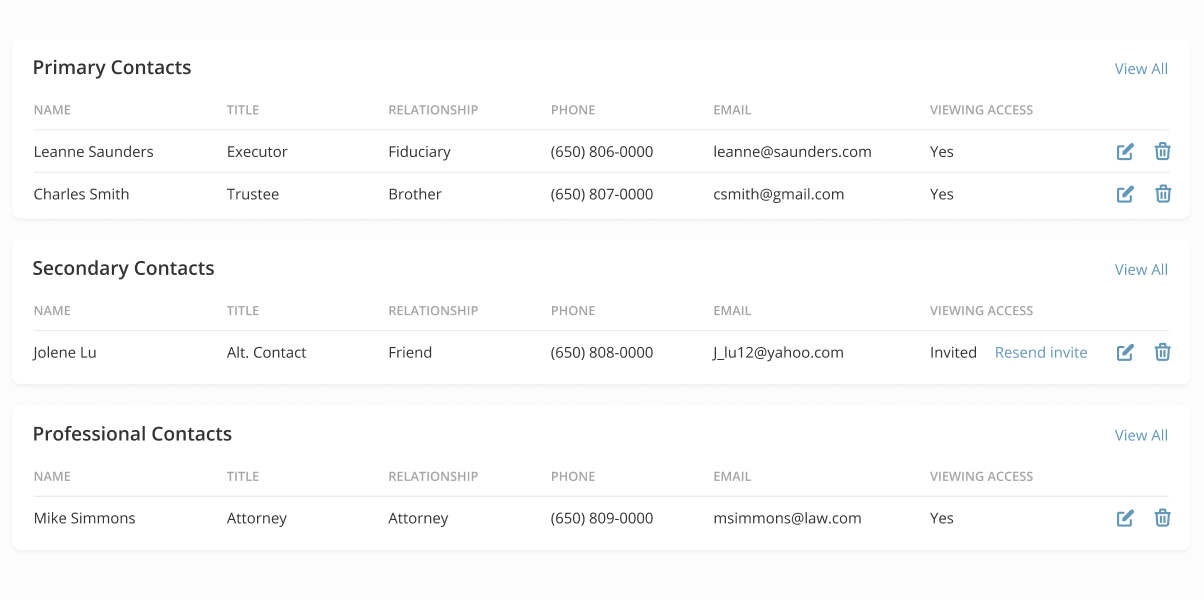 Primary Contacts View All
NAME TITLE RELATIONSHIP PHONE EMAIL VIEWING ACCESS
Leanne Saunders Executor Fiduciary (650) 806-0000 leanne@saunders.com Yes
Charles Smith Trustee Brother (650) 807-0000 csmith@gmail.com Yes
Secondary Contacts View All
NAME TITLE RELATIONSHIP PHONE EMAIL VIEWING ACCESS
Jolene Lu Alt. Contact Friend (650) 808-0000 J_lu12@yahoo.com Invited Resend invite
Professional Contacts View All
NAME TITLE RELATIONSHIP PHONE EMAIL VIEWING ACCESS
Mike Simmons Attorney Attorney (650) 809-0000 msimmons@law.com Yes